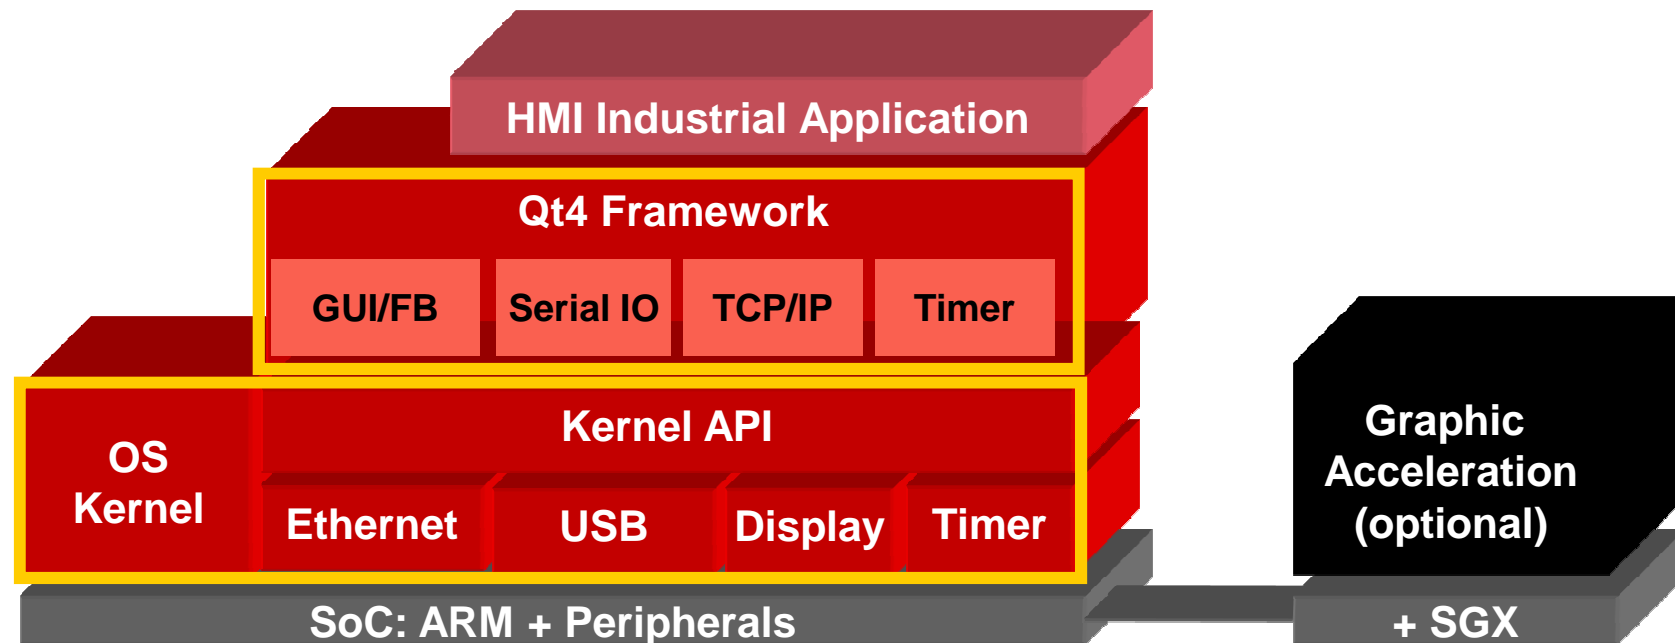 HMI Industrial Application
Qt4 Framework
GUI/FB
Serial IO
TCP/IP
Timer
OS
Kernel
Kernel API
Ethernet
USB
Display
Timer
SoC: ARM + Peripherals
Graphic
Acceleration
(optional)
+ SGX